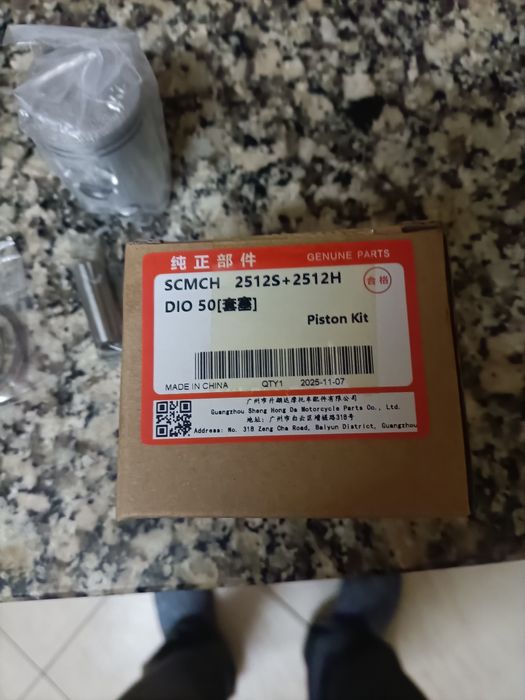 纯正部件 GENUINE PARTS
SCMCH 2512S+2512H 合格
DIO 50[套塞]
Piston Kit
MADE IN CHINA QTY1 2025-11-07
广州市升鸿达摩托车配件有限公司
Guangzhou Sheng Hong Da Motorcycle Parts Co., Ltd.
地址：广州市白云区增槎路318号
Address: No. 318 Zeng Cha Road, Baiyun District, Guangzhou